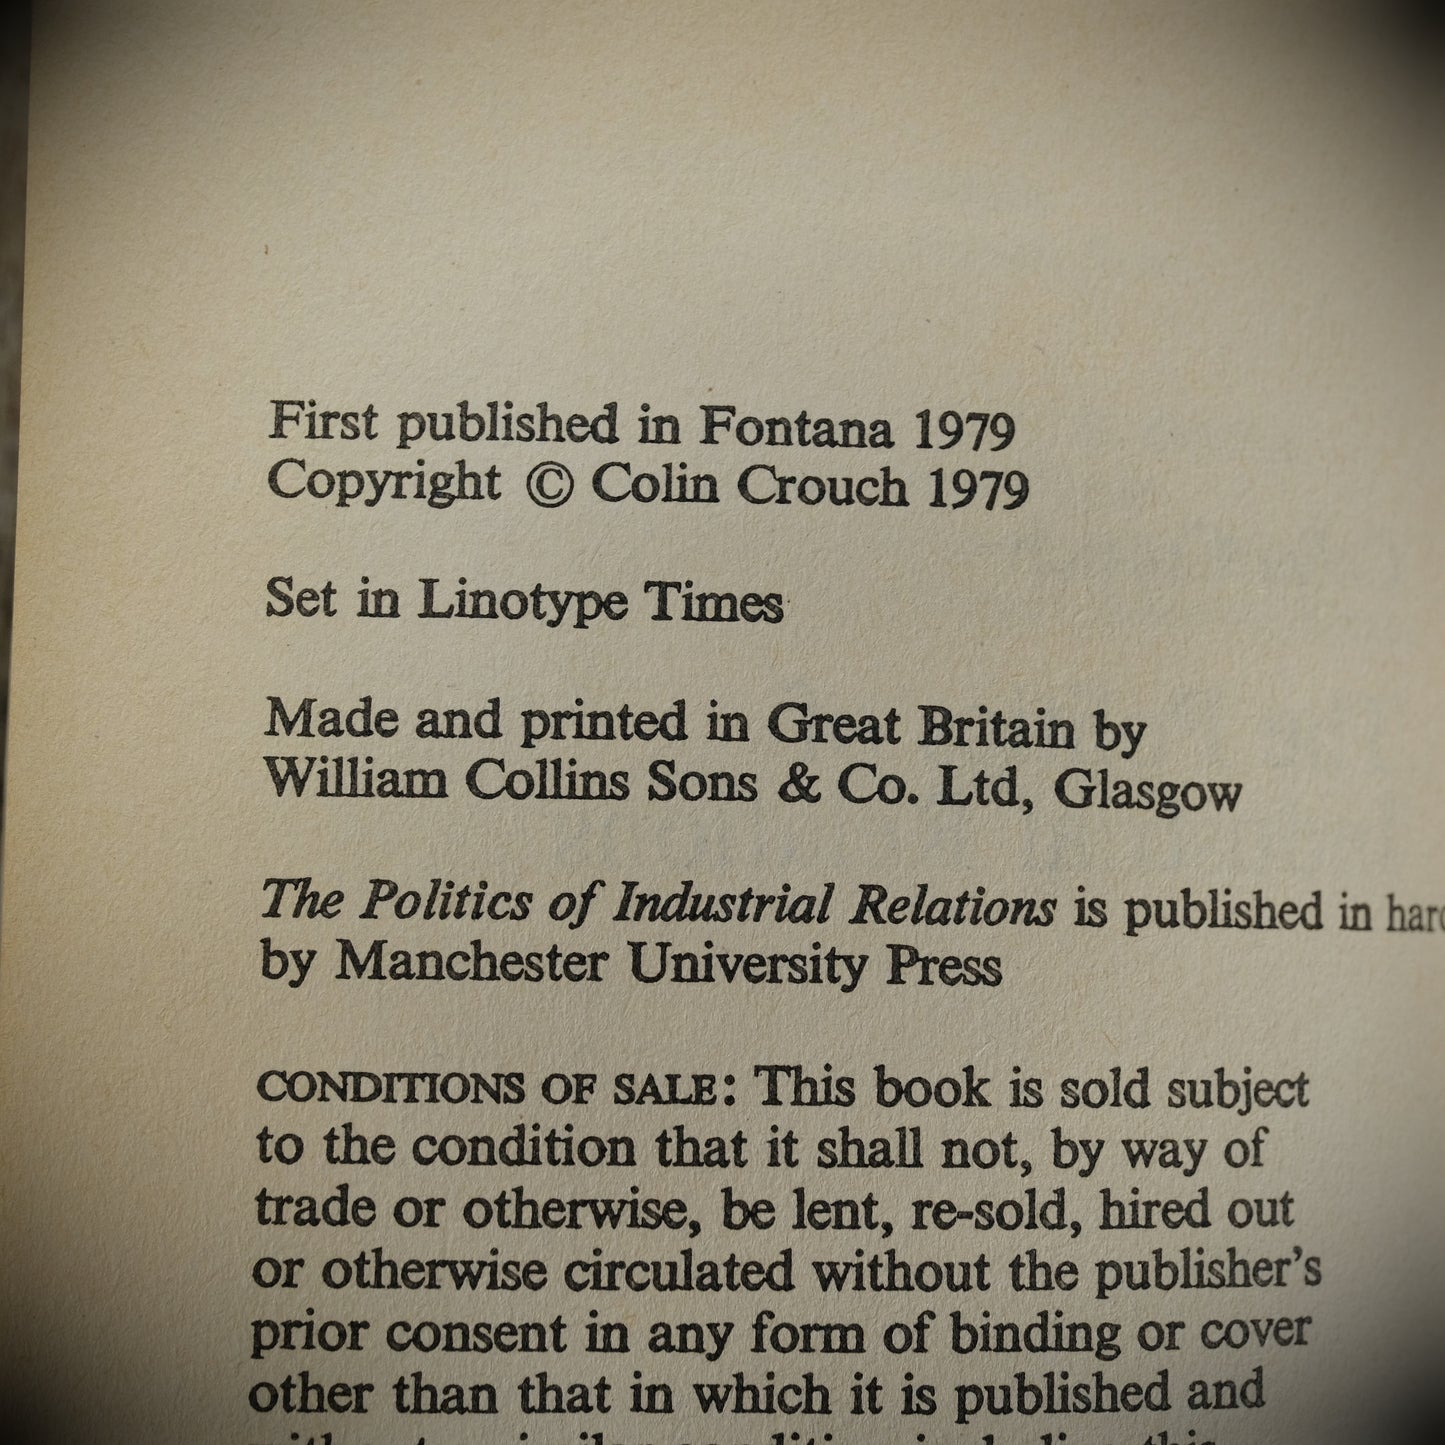 First published in Fontana 1979
Copyright © Colin Crouch 1979
Set in Linotype Times
Made and printed in Great Britain by
William Collins Sons & Co. Ltd, Glasgow
The Politics of Industrial Relations is published in
by Manchester University Press
CONDITIONS OF SALE: This book is sold subject
to the condition that it shall not, by way of
trade or otherwise, be lent, re-sold, hired out
or otherwise circulated without the publisher's
prior consent in any form of binding or cover
other than that in which it is published and